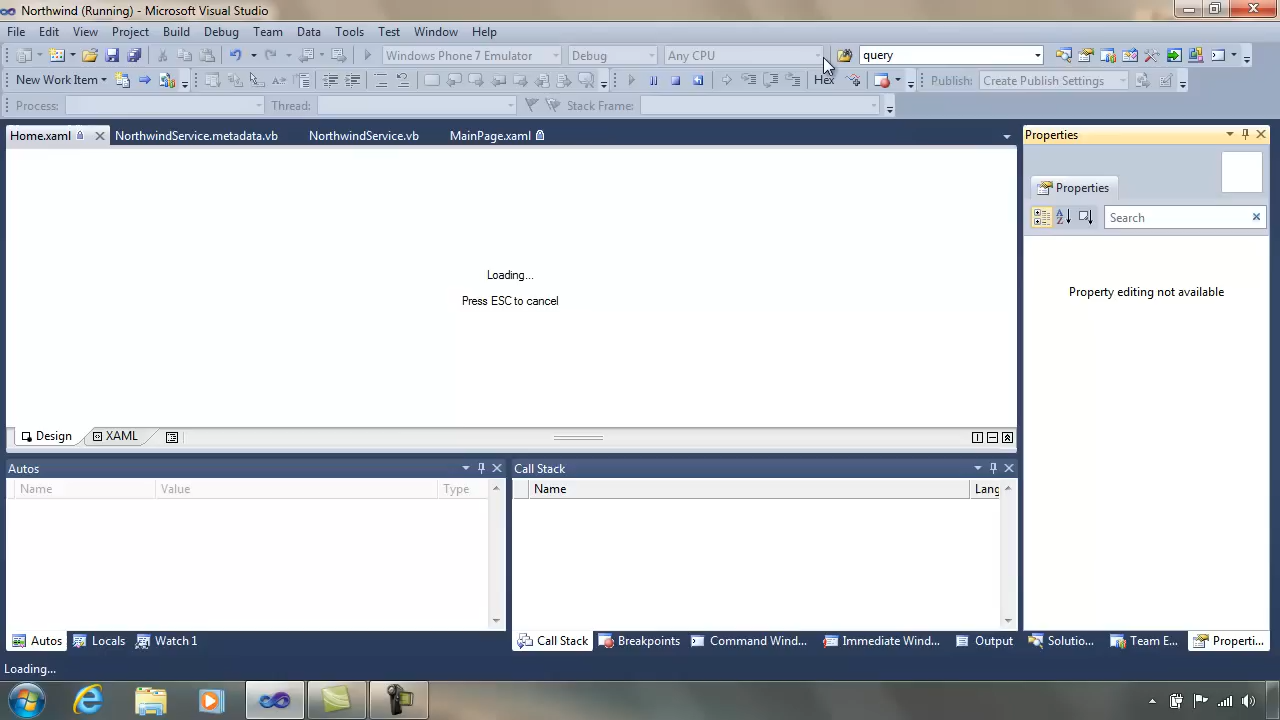 Northwind (Running) - Microsoft Visual Studio
File Edit View Project Build Debug Team Data Tools Test Window Help
Windows Phone 7 Emulator Debug Any CPU query
New Work Item Hex Publish: Create Publish Settings
Process: Thread: Stack Frame:
Home.xaml NorthwindService.metadata.vb NorthwindService.vb MainPage.xaml Properties
Properties
Search
Loading...
Property editing not available
Press ESC to cancel
Design XAML
Autos Call Stack
Name Value Type Name Lang
Autos Locals Watch 1 Call Stack Breakpoints Command Wind... Immediate Wind... Output Solutio... Team E... Properti...
Loading...